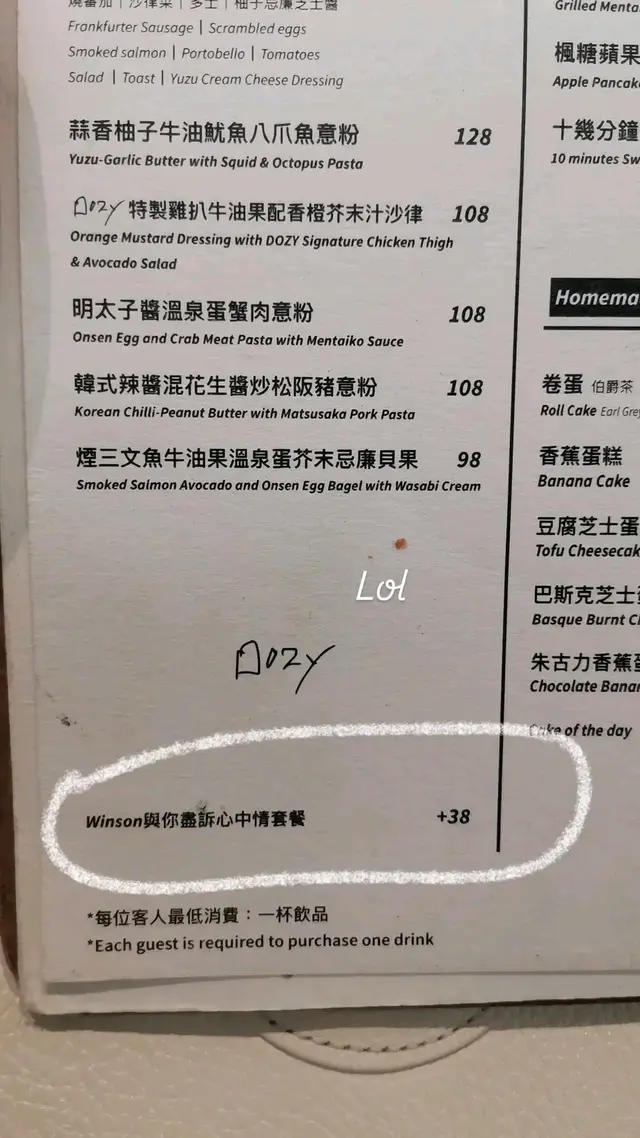 Frankfurter Sausage | Scrambled eggs
Smoked salmon | Portobello | Tomatoes
Salad | Toast | Yuzu Cream Cheese Dressing
蒜香柚子牛油魷魚八爪魚意粉 128
Yuzu-Garlic Butter with Squid & Octopus Pasta
DOZY 特製雞扒牛油果配香橙芥末汁沙律 108
Orange Mustard Dressing with DOZY Signature Chicken Thigh
& Avocado Salad
明太子醬溫泉蛋蟹肉意粉 108
Onsen Egg and Crab Meat Pasta with Mentaiko Sauce
韓式辣醬混花生醬炒松阪豬意粉 108
Korean Chilli-Peanut Butter with Matsusaka Pork Pasta
煙三文魚牛油果溫泉蛋芥末忌廉貝果 98
Smoked Salmon Avocado and Onsen Egg Bagel with Wasabi Cream
Lol
DOZY
Winson與你盡訴心中情套餐 +38
*每位客人最低消費：一杯飲品
*Each guest is required to purchase one drink
Grilled
楓糖蘋果
Apple
十幾分鐘
10 minutes
卷蛋 伯爵茶
Roll Cake Earl
香蕉蛋糕
Banana Cake
豆腐芝士蛋
Tofu
巴斯克芝士
Basque Burnt
朱古力香蕉
Chocolate
Cake of the day